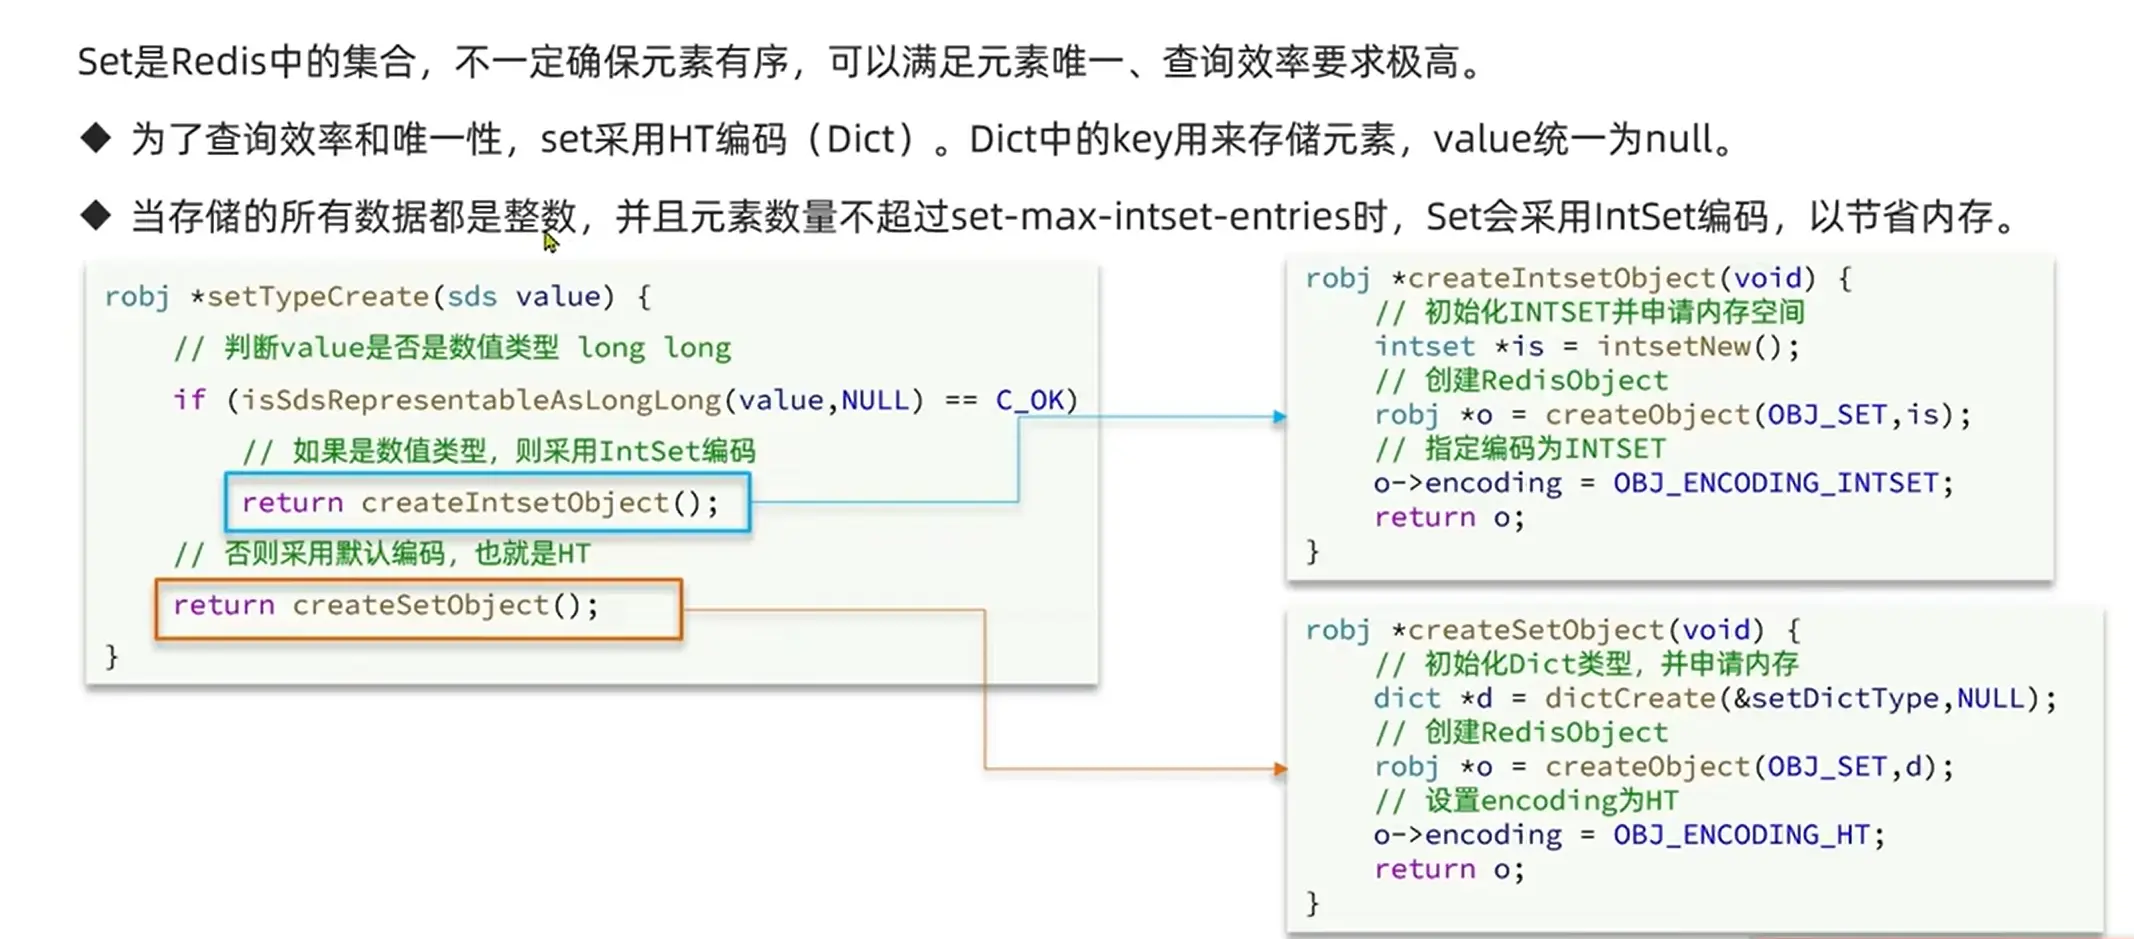 Set是Redis中的集合，不一定确保元素有序，可以满足元素唯一、查询效率要求极高。
◆ 为了查询效率和唯一性，set采用HT编码（Dict）。Dict中的key用来存储元素，value统一为null。
◆ 当存储的所有数据都是整数，并且元素数量不超过set-max-intset-entries时，Set会采用IntSet编码，以节省内存。
robj *setTypeCreate(sds value) {
// 判断value是否是数值类型 long long
if (isSdsRepresentableAsLongLong(value,NULL) == C_OK)
// 如果是数值类型，则采用IntSet编码
return createIntsetObject();
// 否则采用默认编码，也就是HT
return createSetObject();
}
robj *createIntsetObject(void) {
// 初始化INTSET并申请内存空间
intset *is = intsetNew();
// 创建RedisObject
robj *o = createObject(OBJ_SET,is);
// 指定编码为INTSET
o->encoding = OBJ_ENCODING_INTSET;
return o;
}
robj *createSetObject(void) {
// 初始化Dict类型，并申请内存
dict *d = dictCreate(&setDictType,NULL);
// 创建RedisObject
robj *o = createObject(OBJ_SET,d);
// 设置encoding为HT
o->encoding = OBJ_ENCODING_HT;
return o;
}